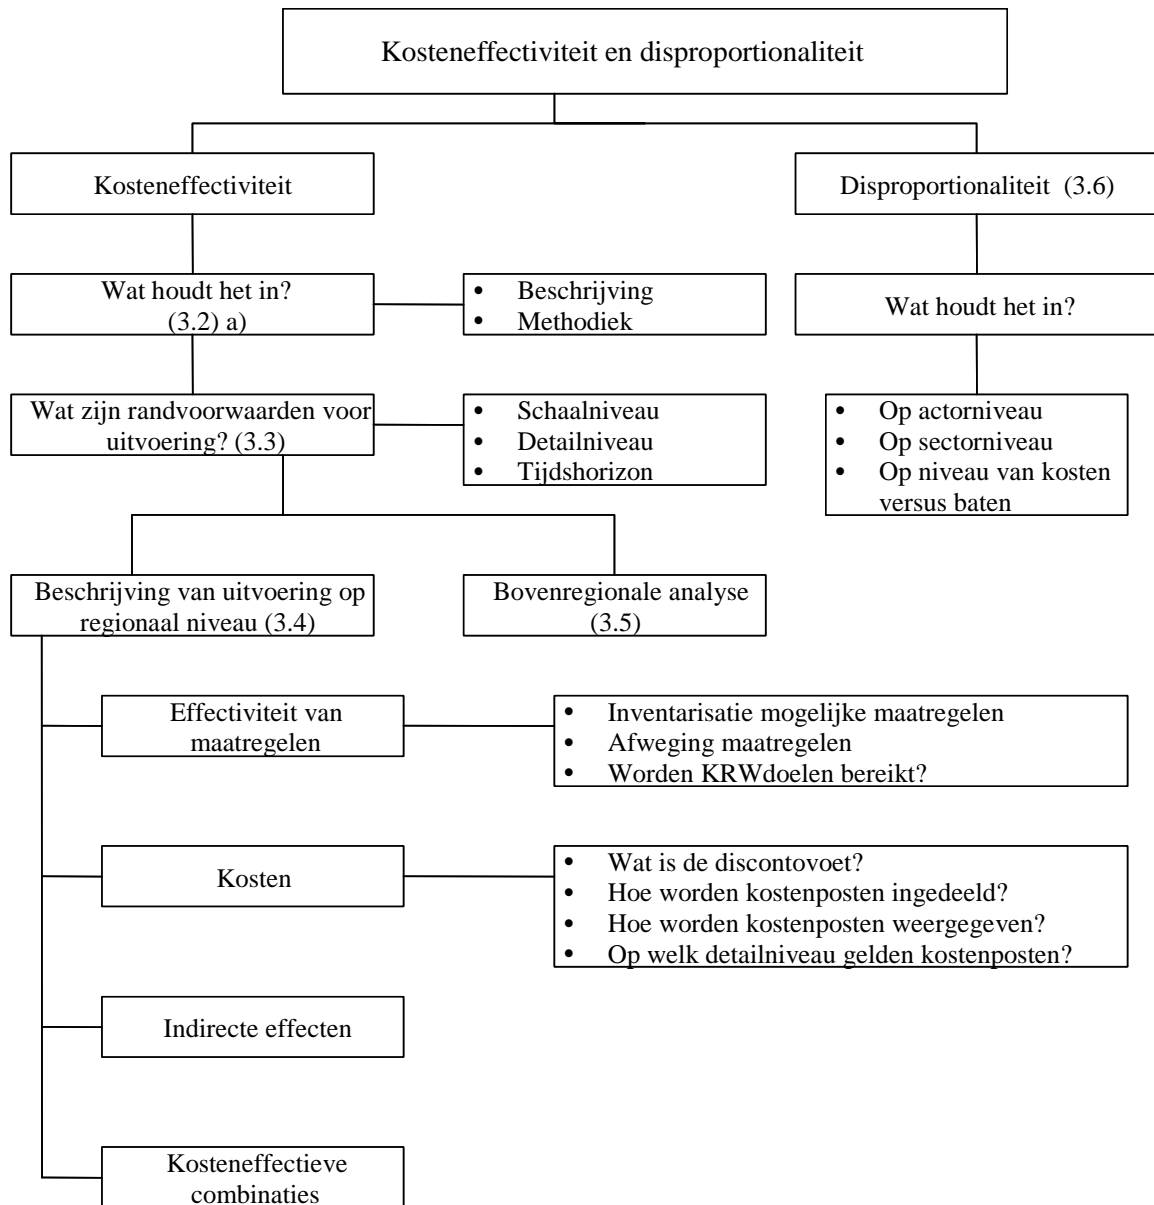 Kosteneffectiviteit en disproportionaliteit
Kosteneffectiviteit
Disproportionaliteit (3.6)
Wat houdt het in?
(3.2) a)
• Beschrijving
• Methodiek
Wat houdt het in?
Wat zijn randvoorwaarden voor
uitvoering? (3.3)
• Schaalniveau
• Detailniveau
• Tijdshorizon
• Op actorniveau
• Op sectorniveau
• Op niveau van kosten
versus baten
Beschrijving van uitvoering op
regionaal niveau (3.4)
Bovenregionale analyse
(3.5)
Effectiviteit van
maatregelen
• Inventarisatie mogelijke maatregelen
• Afweging maatregelen
• Worden KRWdoelen bereikt?
Kosten
• Wat is de discontovoet?
• Hoe worden kostenposten ingedeeld?
• Hoe worden kostenposten weergegeven?
• Op welk detailniveau gelden kostenposten?
Indirecte effecten
Kosteneffectieve
combinaties